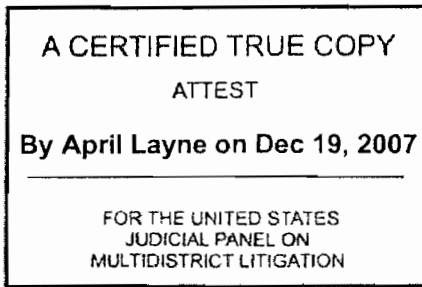 A CERTIFIED TRUE COPY
ATTEST
By April Layne on Dec 19, 2007
FOR THE UNITED STATES
JUDICIAL PANEL ON
MULTIDISTRICT LITIGATION